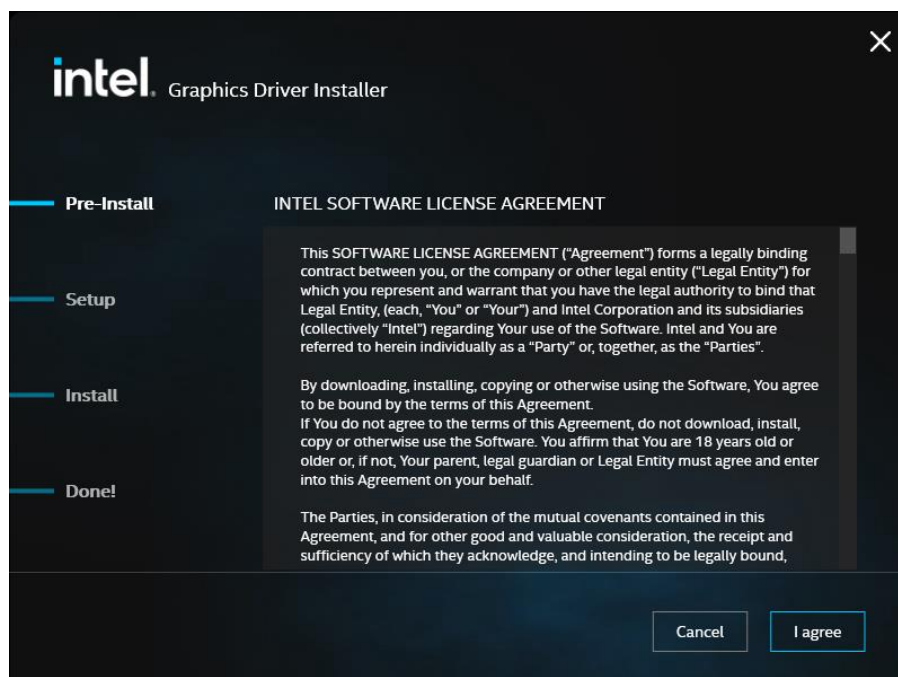 intel. Graphics Driver Installer
Pre-Install
Setup
Install
Done!
INTEL SOFTWARE LICENSE AGREEMENT
This SOFTWARE LICENSE AGREEMENT (“Agreement”) forms a legally binding
contract between you, or the company or other legal entity (“Legal Entity”) for
which you represent and warrant that you have the legal authority to bind that
Legal Entity, (each, “You” or “Your”) and Intel Corporation and its subsidiaries
(collectively “Intel”) regarding Your use of the Software. Intel and You are
referred to herein individually as a “Party” or, together, as the “Parties”.
By downloading, installing, copying or otherwise using the Software, You agree
to be bound by the terms of this Agreement.
If You do not agree to the terms of this Agreement, do not download, install,
copy or otherwise use the Software. You affirm that You are 18 years old or
older or, if not, Your parent, legal guardian or Legal Entity must agree and enter
into this Agreement on your behalf.
The Parties, in consideration of the mutual covenants contained in this
Agreement, and for other good and valuable consideration, the receipt and
sufficiency of which they acknowledge, and intending to be legally bound,
Cancel
I agree